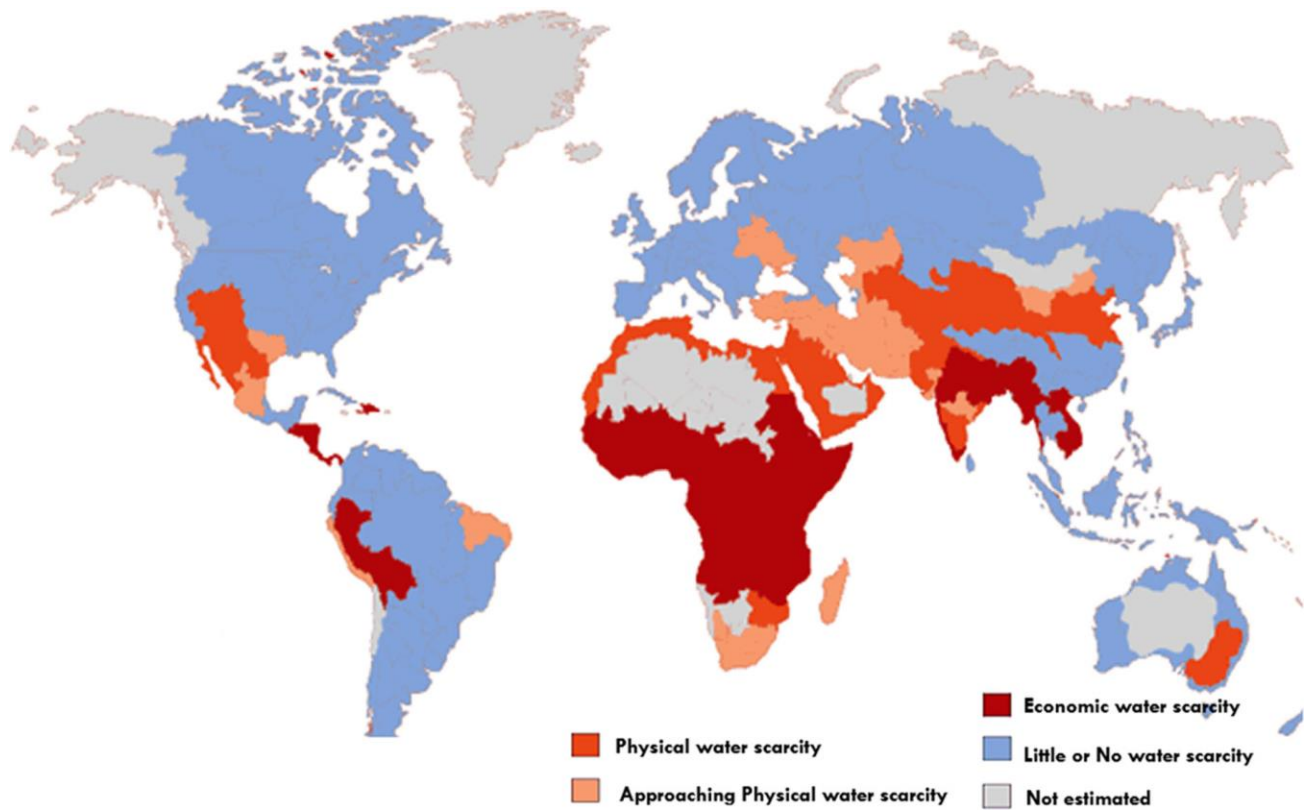 Physical water scarcity
Approaching Physical water scarcity
Economic water scarcity
Little or No water scarcity
Not estimated